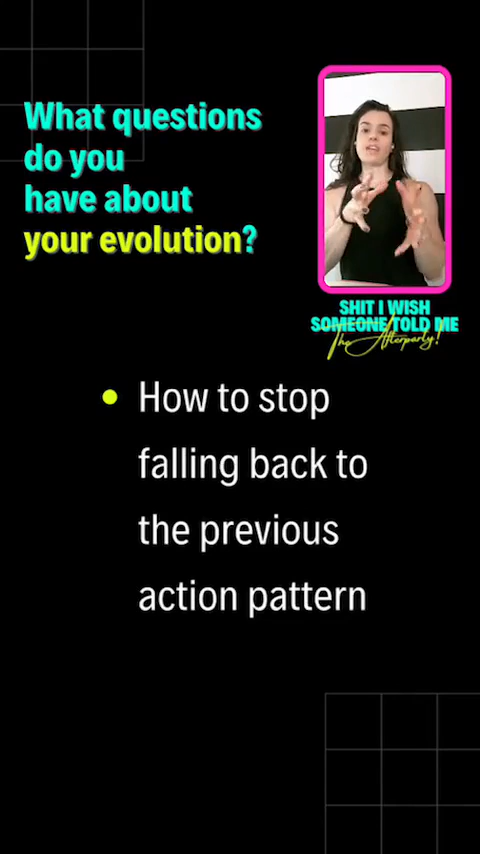 What questions
do you
have about
your evolution?
SHIT I WISH
SOMEONE TOLD ME
The Afterparty!
How to stop
falling back to
the previous
action pattern